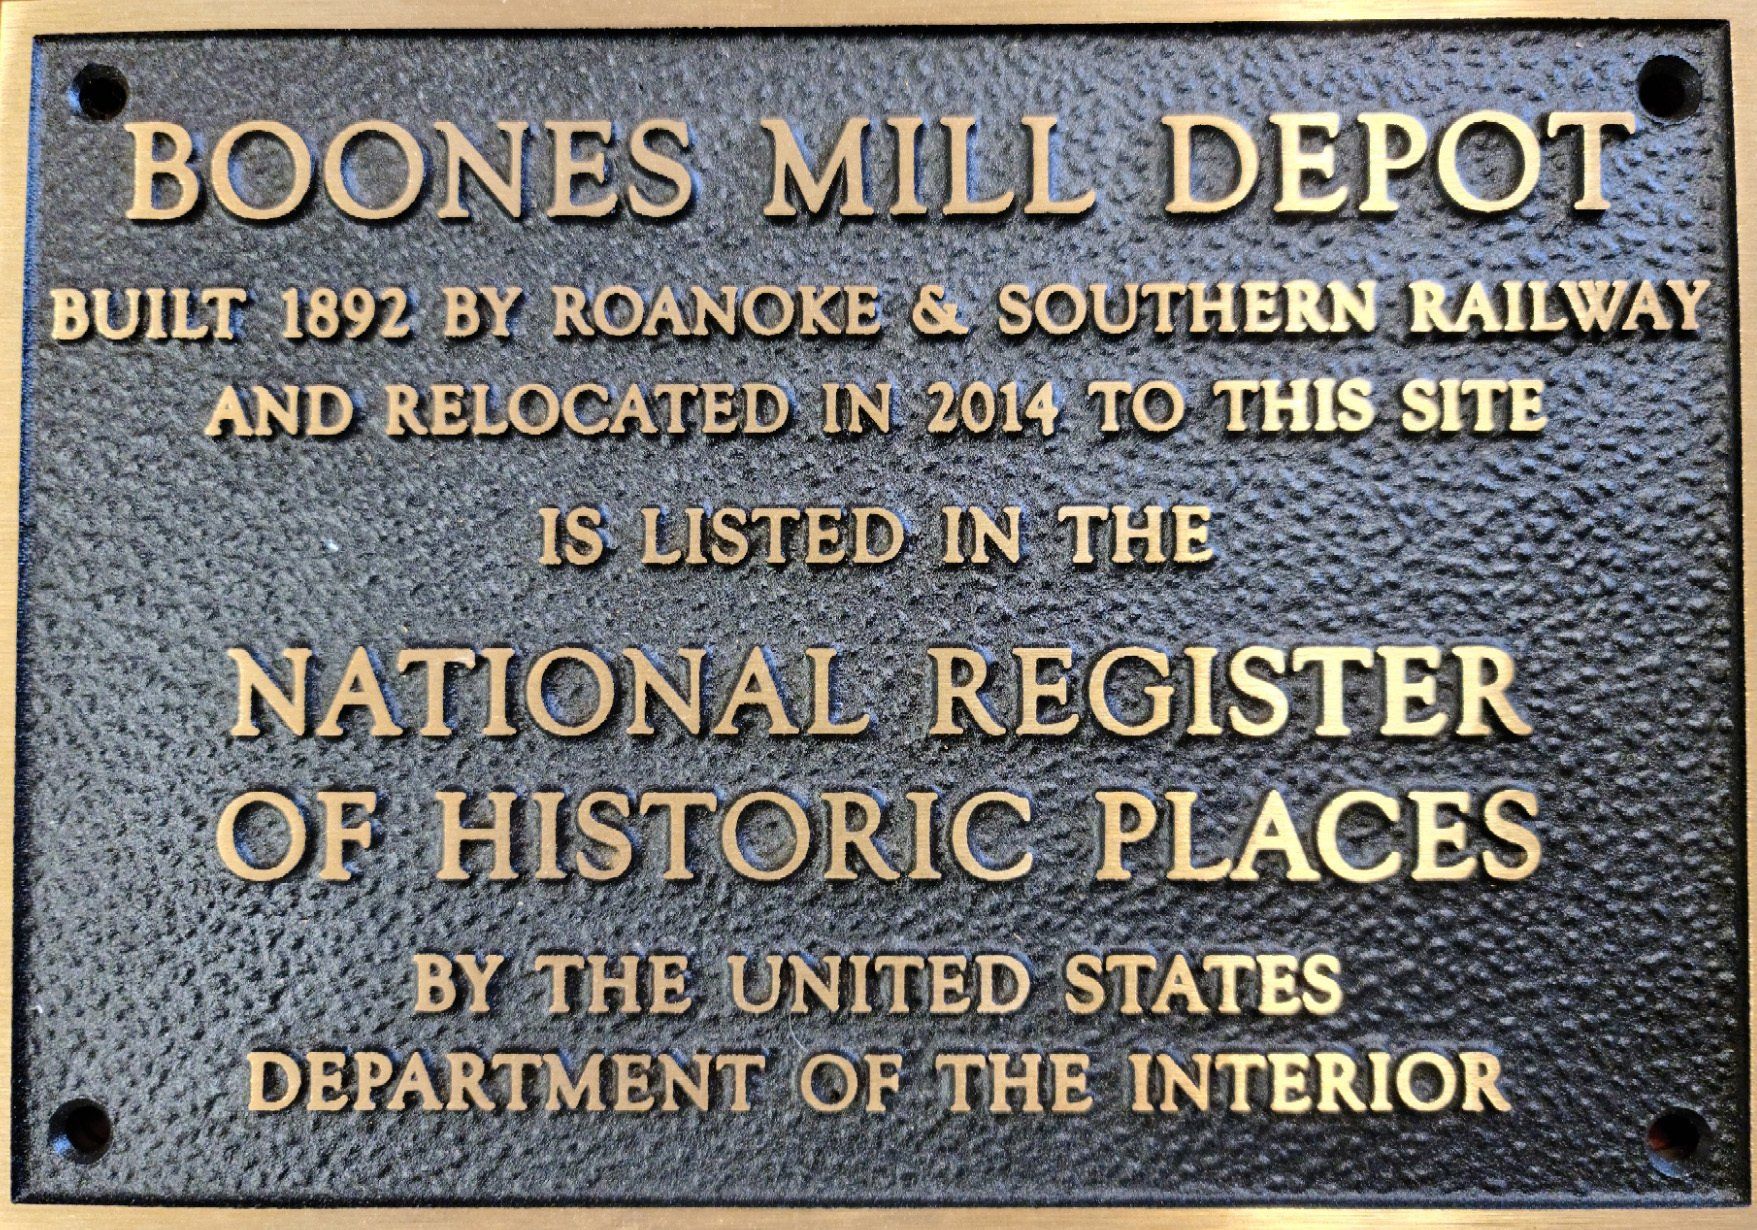 BOONES MILL DEPOT
BUILT 1892 BY ROANOKE & SOUTHERN RAILWAY
AND RELOCATED IN 2014 TO THIS SITE
IS LISTED IN THE
NATIONAL REGISTER
OF HISTORIC PLACES
BY THE UNITED STATES
DEPARTMENT OF THE INTERIOR